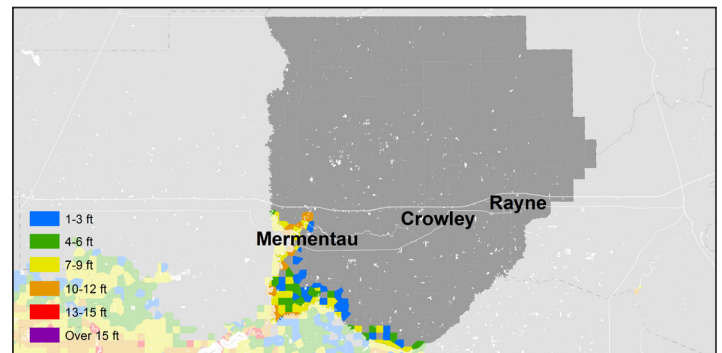 Rayne
Crowley
Mermentau
1-3 ft
4-6 ft
7-9 ft
10-12 ft
13-15 ft
Over 15 ft